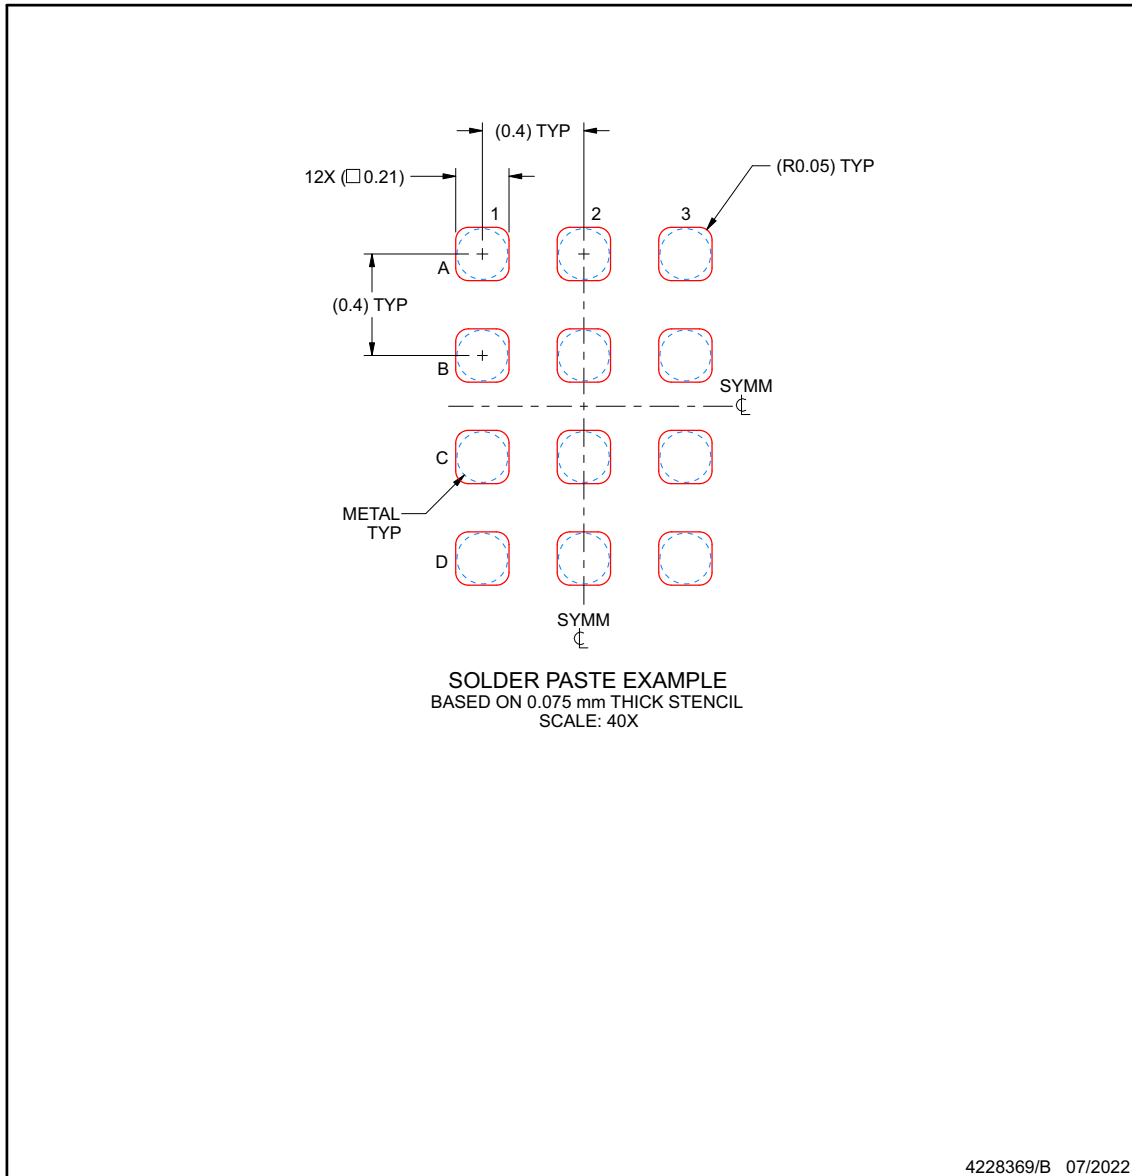 (0.4) TYP
12X (□ 0.21)
(R0.05) TYP
1
2
3
A
(0.4) TYP
B
SYMM
℄
C
METAL
TYP
D
SYMM
℄
SOLDER PASTE EXAMPLE
BASED ON 0.075 mm THICK STENCIL
SCALE: 40X
4228369/B 07/2022